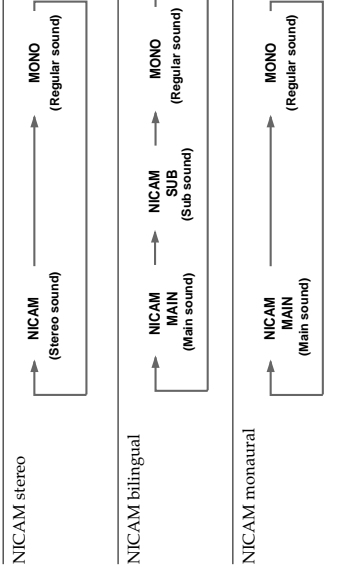 NICAM stereo
NICAM
(Stereo sound)
MONO
(Regular sound)
NICAM bilingual
NICAM
MAIN
(Main sound)
NICAM
SUB
(Sub sound)
MONO
(Regular sound)
NICAM monaural
NICAM
MAIN
(Main sound)
MONO
(Regular sound)